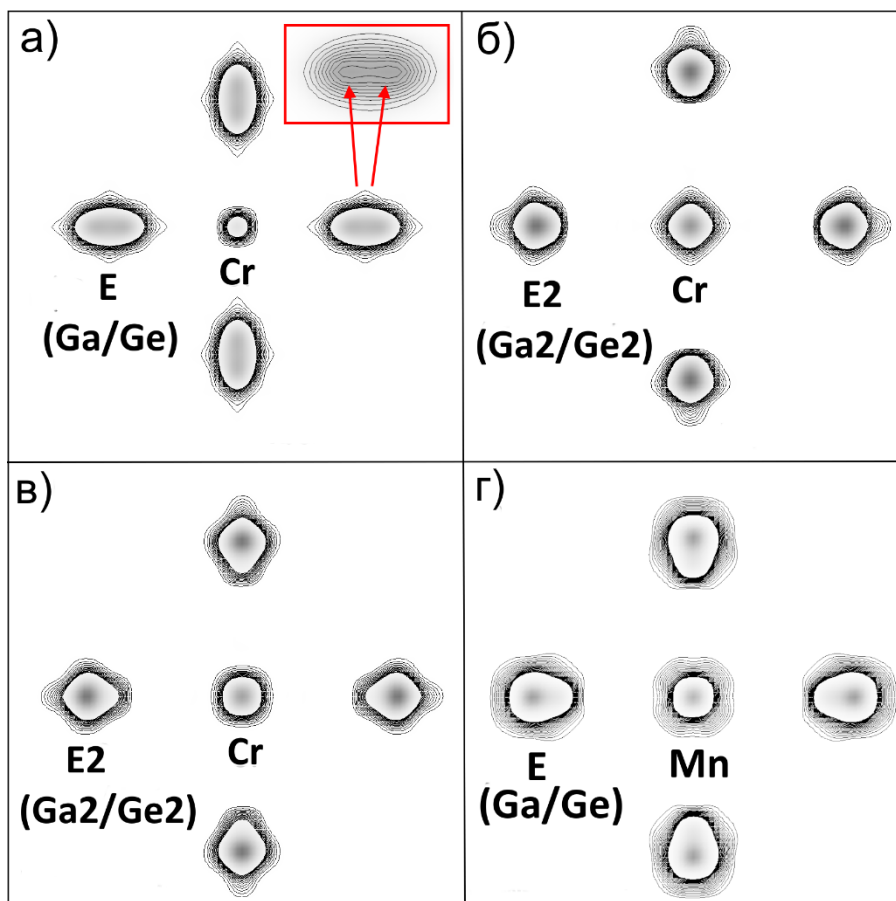 а)
E
(Ga/Ge)
Cr
б)
E2
(Ga2/Ge2)
Cr
в)
E2
(Ga2/Ge2)
Cr
г)
E
(Ga/Ge)
Mn